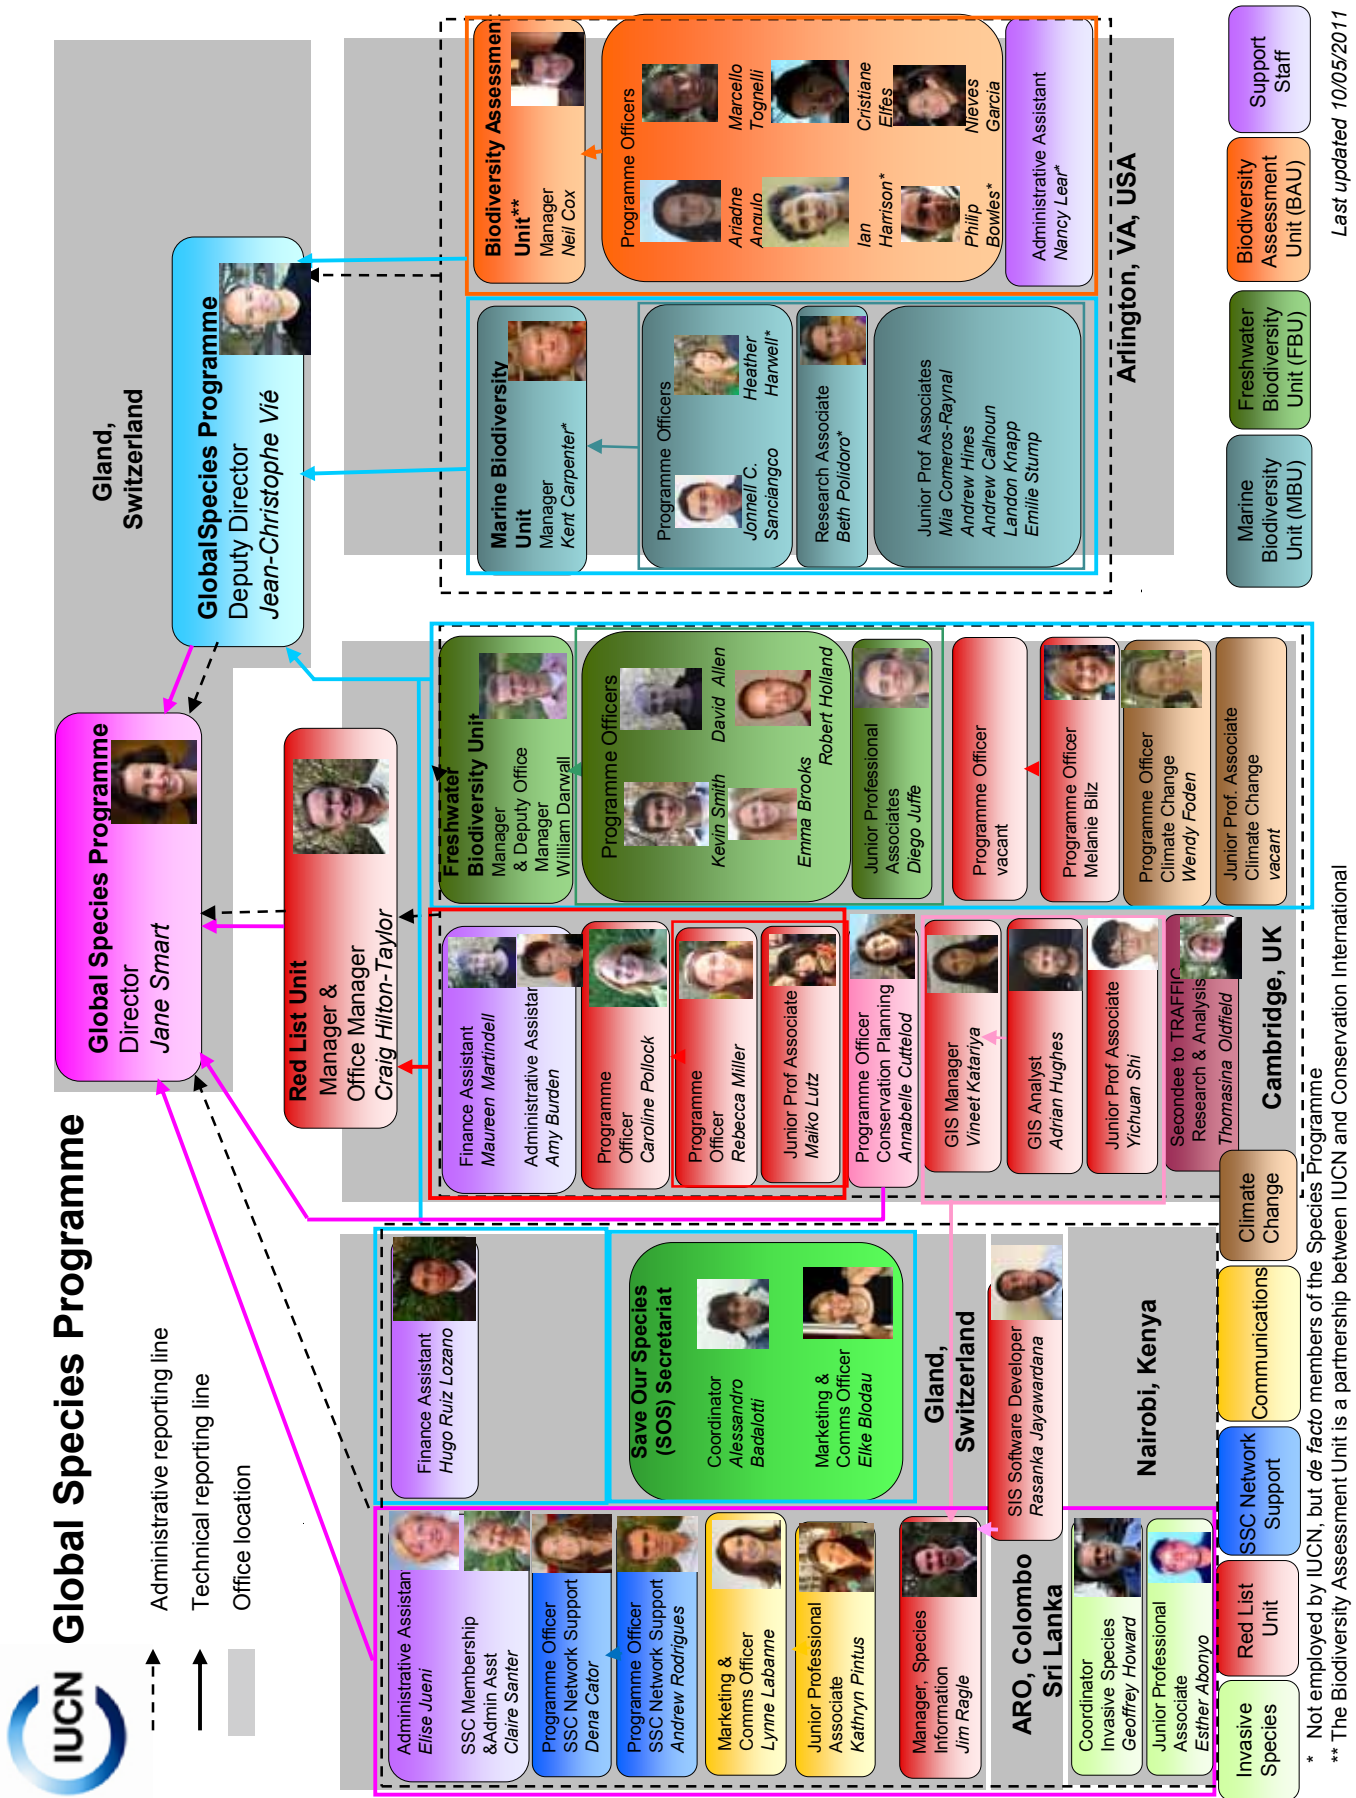 IUCN
Global Species Programme
Administrative reporting line
Technical reporting line
Office location
Global Species Programme
Director
Jane Smart
Gland,
Switzerland
GlobalSpecies Programme
Deputy Director
Jean-Christophe Vié
Red List Unit
Manager &
Office Manager
Craig Hilton-Taylor
Administrative Assistan
Elise Jueni
SSC Membership
&Admin Asst
Claire Santer
Programme Officer
SSC Network Support
Dena Cator
Programme Officer
SSC Network Support
Andrew Rodrigues
Marketing &
Comms Officer
Lynne Labanne
Junior Professional
Associate
Kathryn Pintus
Manager, Species
Information
Jim Ragle
ARO, Colombo
Sri Lanka
Coordinator
Invasive Species
Geoffrey Howard
Junior Professional
Associate
Esther Abonyo
Finance Assistant
Hugo Ruiz Lozano
Save Our Species
(SOS) Secretariat
Coordinator
Alessandro
Badalotti
Marketing &
Comms Officer
Elke Blodau
Gland,
Switzerland
SIS Software Developer
Rasanka Jayawardana
Nairobi, Kenya
Finance Assistant
Maureen Martindell
Administrative Assistan
Amy Burden
Programme
Officer
Caroline Pollock
Programme
Officer
Rebecca Miller
Junior Prof Associate
Maiko Lutz
Programme Officer
Conservation Planning
Annabelle Cuttelod
GIS Manager
Vineet Katariya
GIS Analyst
Adrian Hughes
Junior Prof Associate
Yichuan Shi
Secondee to TRAFFIC
Research & Analysis
Thomasina Oldfield
Cambridge, UK
Freshwater
Biodiversity Unit
Manager
& Deputy Office
Manager
William Darwall
Programme Officers
Kevin Smith
David Allen
Emma Brooks
Robert Holland
Junior Professional
Associates
Diego Juffe
Programme Officer
vacant
Programme Officer
Melanie Bilz
Programme Officer
Climate Change
Wendy Foden
Junior Prof. Associate
Climate Change
vacant
Marine Biodiversity
Unit
Manager
Kent Carpenter*
Programme Officers
Jonnell C.
Sanciangco
Heather
Harwell*
Research Associate
Beth Polidoro*
Junior Prof Associates
Mia Comeros-Raynal
Andrew Hines
Andrew Calhoun
Landon Knapp
Emilie Stump
Biodiversity Assessmen
Unit**
Manager
Neil Cox
Programme Officers
Ariadne
Angulo
Marcello
Tognelli
Ian
Harrison*
Cristiane
Elfes
Philip
Bowles*
Nieves
Garcia
Administrative Assistant
Nancy Lear*
Arlington, VA, USA
Invasive
Species
Red List
Unit
SSC Network
Support
Communications
Climate
Change
Marine
Biodiversity
Unit (MBU)
Freshwater
Biodiversity
Unit (FBU)
Biodiversity
Assessment
Unit (BAU)
Support
Staff
* Not employed by IUCN, but de facto members of the Species Programme
** The Biodiversity Assessment Unit is a partnership between IUCN and Conservation International
Last updated 10/05/2011